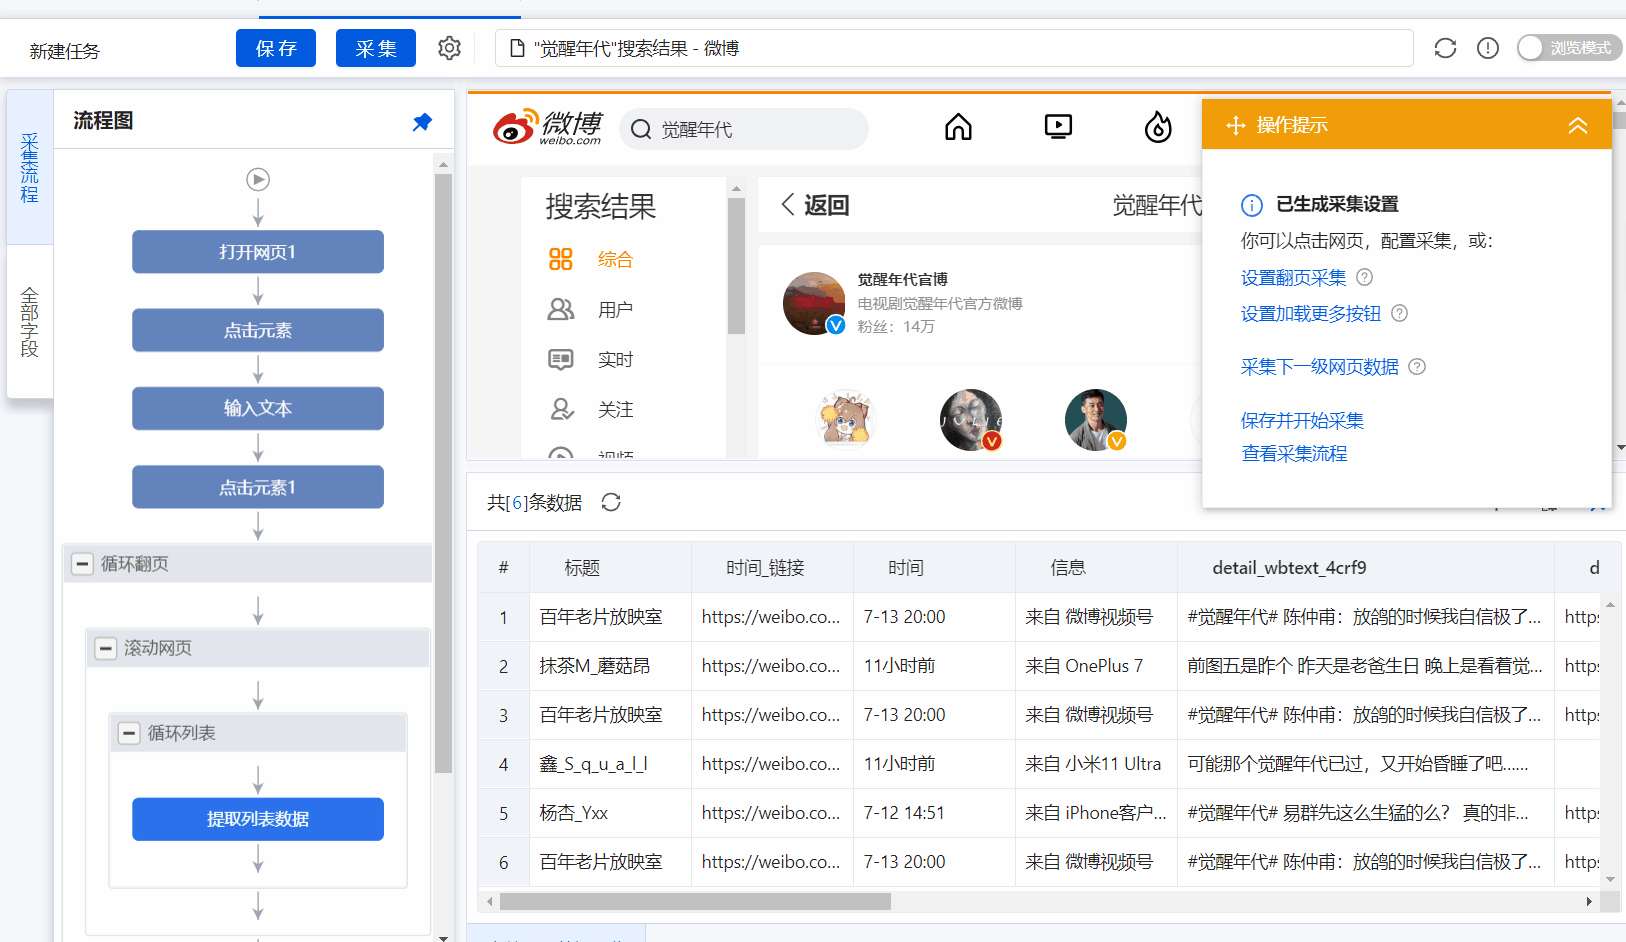 新建任务
保存
采集
"觉醒年代"搜索结果 - 微博
浏览模式
采集流程
全部字段
流程图
打开网页1
点击元素
输入文本
点击元素1
循环翻页
滚动网页
循环列表
提取列表数据
微博
weibo.com
觉醒年代
搜索结果
综合
用户
实时
关注
视频
返回
觉醒年代
觉醒年代官博
电视剧觉醒年代官方微博
粉丝：14万
操作提示
已生成采集设置
你可以点击网页，配置采集，或：
设置翻页采集
设置加载更多按钮
采集下一级网页数据
保存并开始采集
查看采集流程
共[6]条数据
# 标题 时间_链接 时间 信息 detail_wbtext_4crf9 d
1 百年老片放映室 https://weibo.co... 7-13 20:00 来自 微博视频号 #觉醒年代# 陈仲甫：放鸽的时候我自信极了... https
2 抹茶M_蘑菇昂 https://weibo.co... 11小时前 来自 OnePlus 7 前图五是昨个 昨天是老爸生日 晚上是看着觉... https
3 百年老片放映室 https://weibo.co... 7-13 20:00 来自 微博视频号 #觉醒年代# 陈仲甫：放鸽的时候我自信极了... https
4 鑫_S_q_u_a_l_l https://weibo.co... 11小时前 来自 小米11 Ultra 可能那个觉醒年代已过，又开始昏睡了吧……
5 杨杏_Yxx https://weibo.co... 7-12 14:51 来自 iPhone客户... #觉醒年代# 易群先这么生猛的么？ 真的非... https
6 百年老片放映室 https://weibo.co... 7-13 20:00 来自 微博视频号 #觉醒年代# 陈仲甫：放鸽的时候我自信极了... https